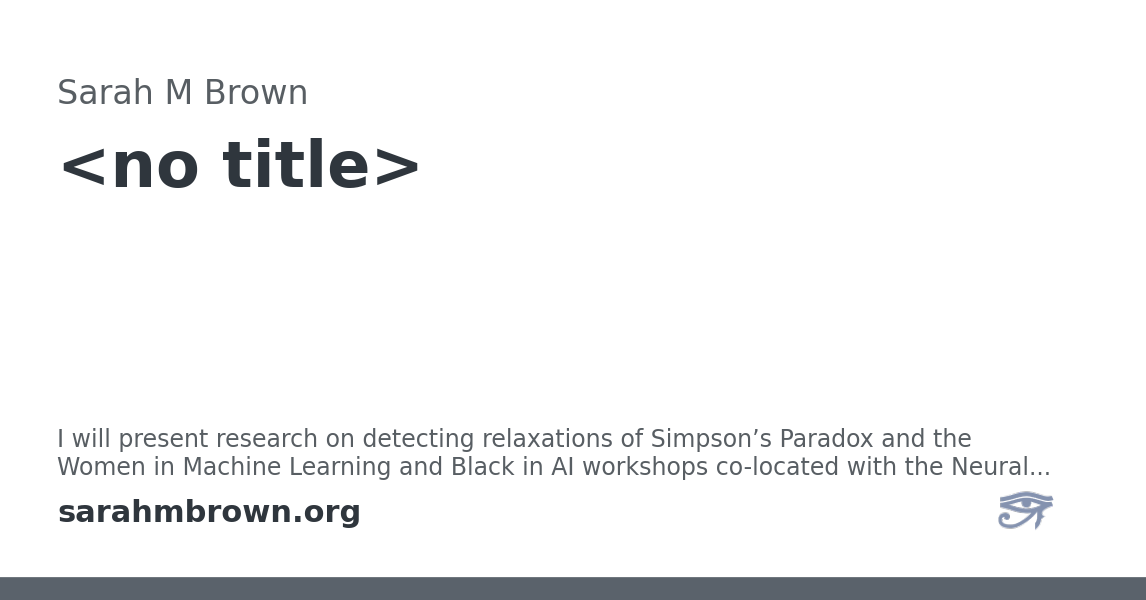 Sarah M Brown
<no title>
I will present research on detecting relaxations of Simpson’s Paradox and the
Women in Machine Learning and Black in AI workshops co-located with the Neural...
sarahmbrown.org